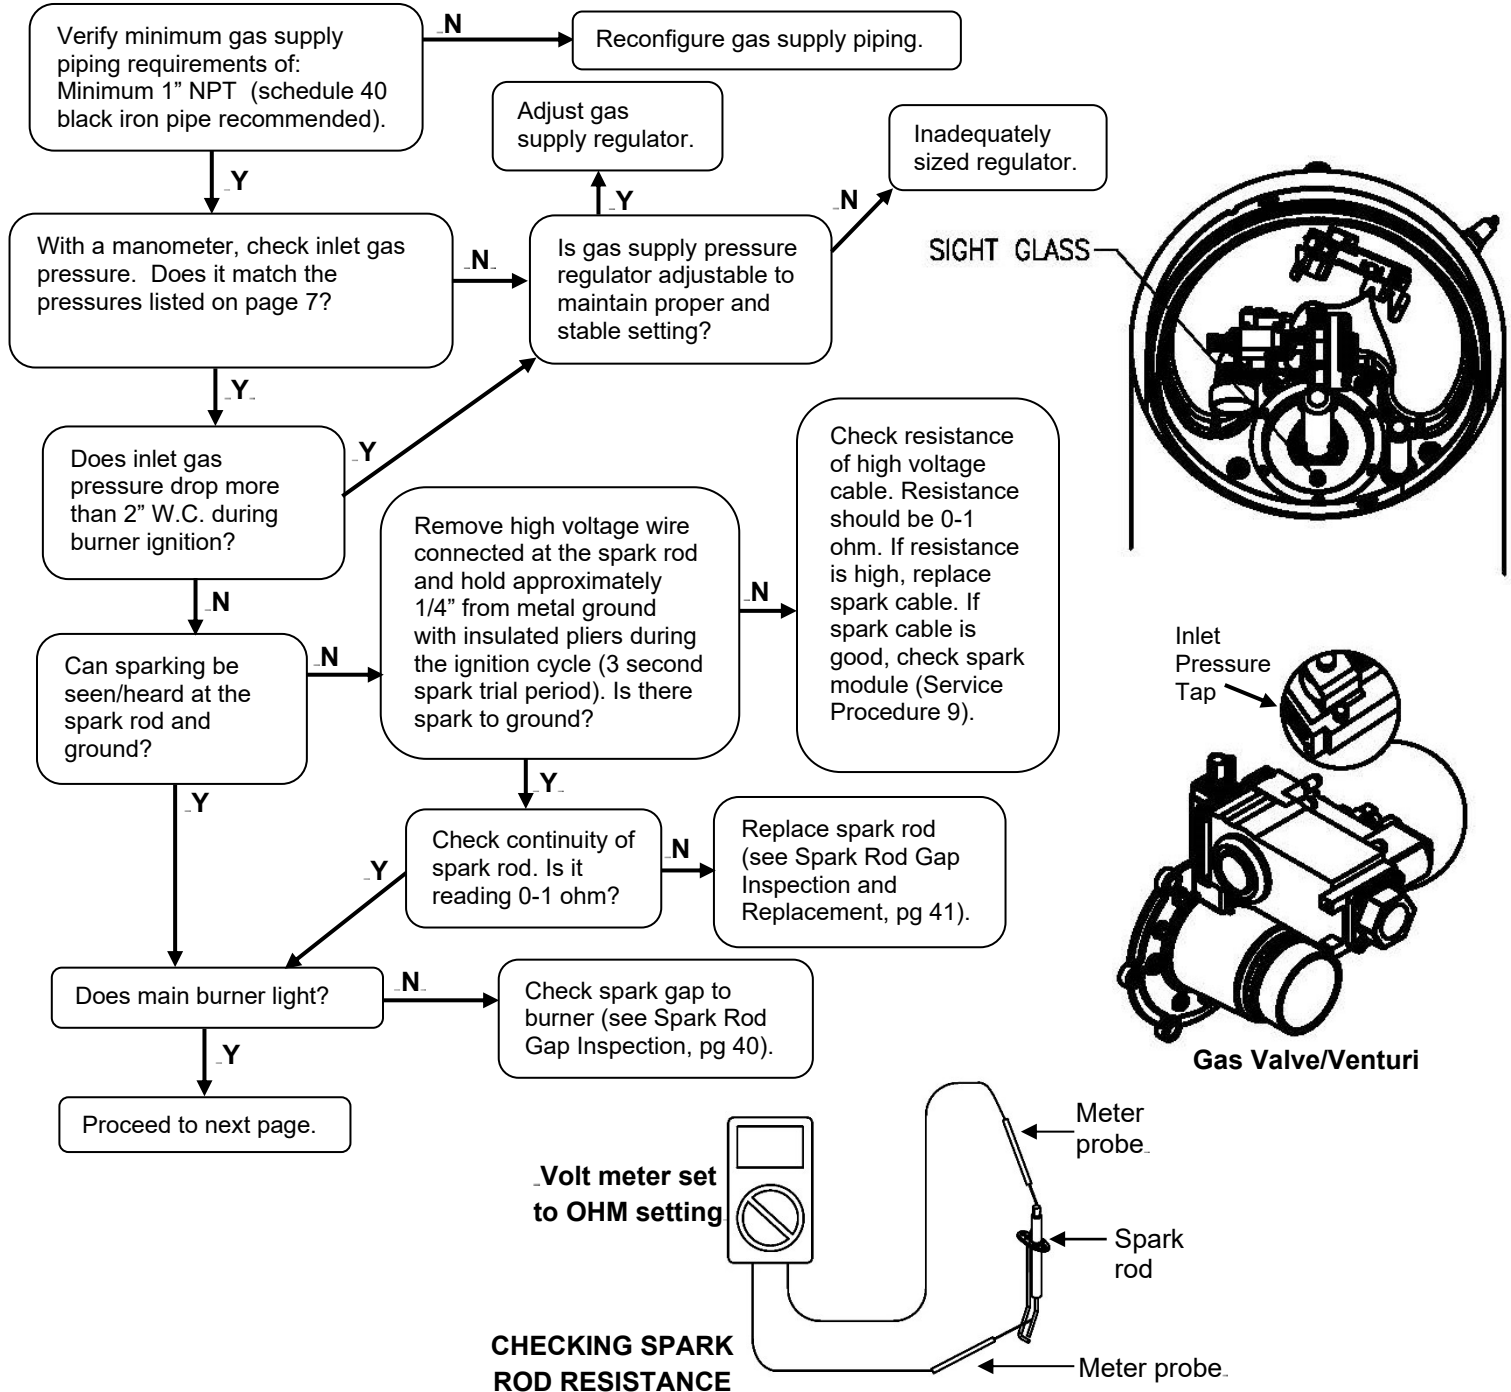 Verify minimum gas supply
piping requirements of:
Minimum 1” NPT (schedule 40
black iron pipe recommended).
N
Reconfigure gas supply piping.
Y
Adjust gas
supply regulator.
Inadequately
sized regulator.
With a manometer, check inlet gas
pressure. Does it match the
pressures listed on page 7?
N
Is gas supply pressure
regulator adjustable to
maintain proper and
stable setting?
Y
N
Y
Does inlet gas
pressure drop more
than 2” W.C. during
burner ignition?
Y
N
Can sparking be
seen/heard at the
spark rod and
ground?
N
Remove high voltage wire
connected at the spark rod
and hold approximately
1/4” from metal ground
with insulated pliers during
the ignition cycle (3 second
spark trial period). Is there
spark to ground?
N
Check resistance
of high voltage
cable. Resistance
should be 0-1
ohm. If resistance
is high, replace
spark cable. If
spark cable is
good, check spark
module (Service
Procedure 9).
Y
Y
Check continuity of
spark rod. Is it
reading 0-1 ohm?
Y
N
Replace spark rod
(see Spark Rod Gap
Inspection and
Replacement, pg 41).
Does main burner light?
N
Check spark gap to
burner (see Spark Rod
Gap Inspection, pg 40).
Y
Proceed to next page.
SIGHT GLASS
Inlet
Pressure
Tap
Gas Valve/Venturi
Volt meter set
to OHM setting
Meter
probe
Spark
rod
Meter probe
CHECKING SPARK
ROD RESISTANCE